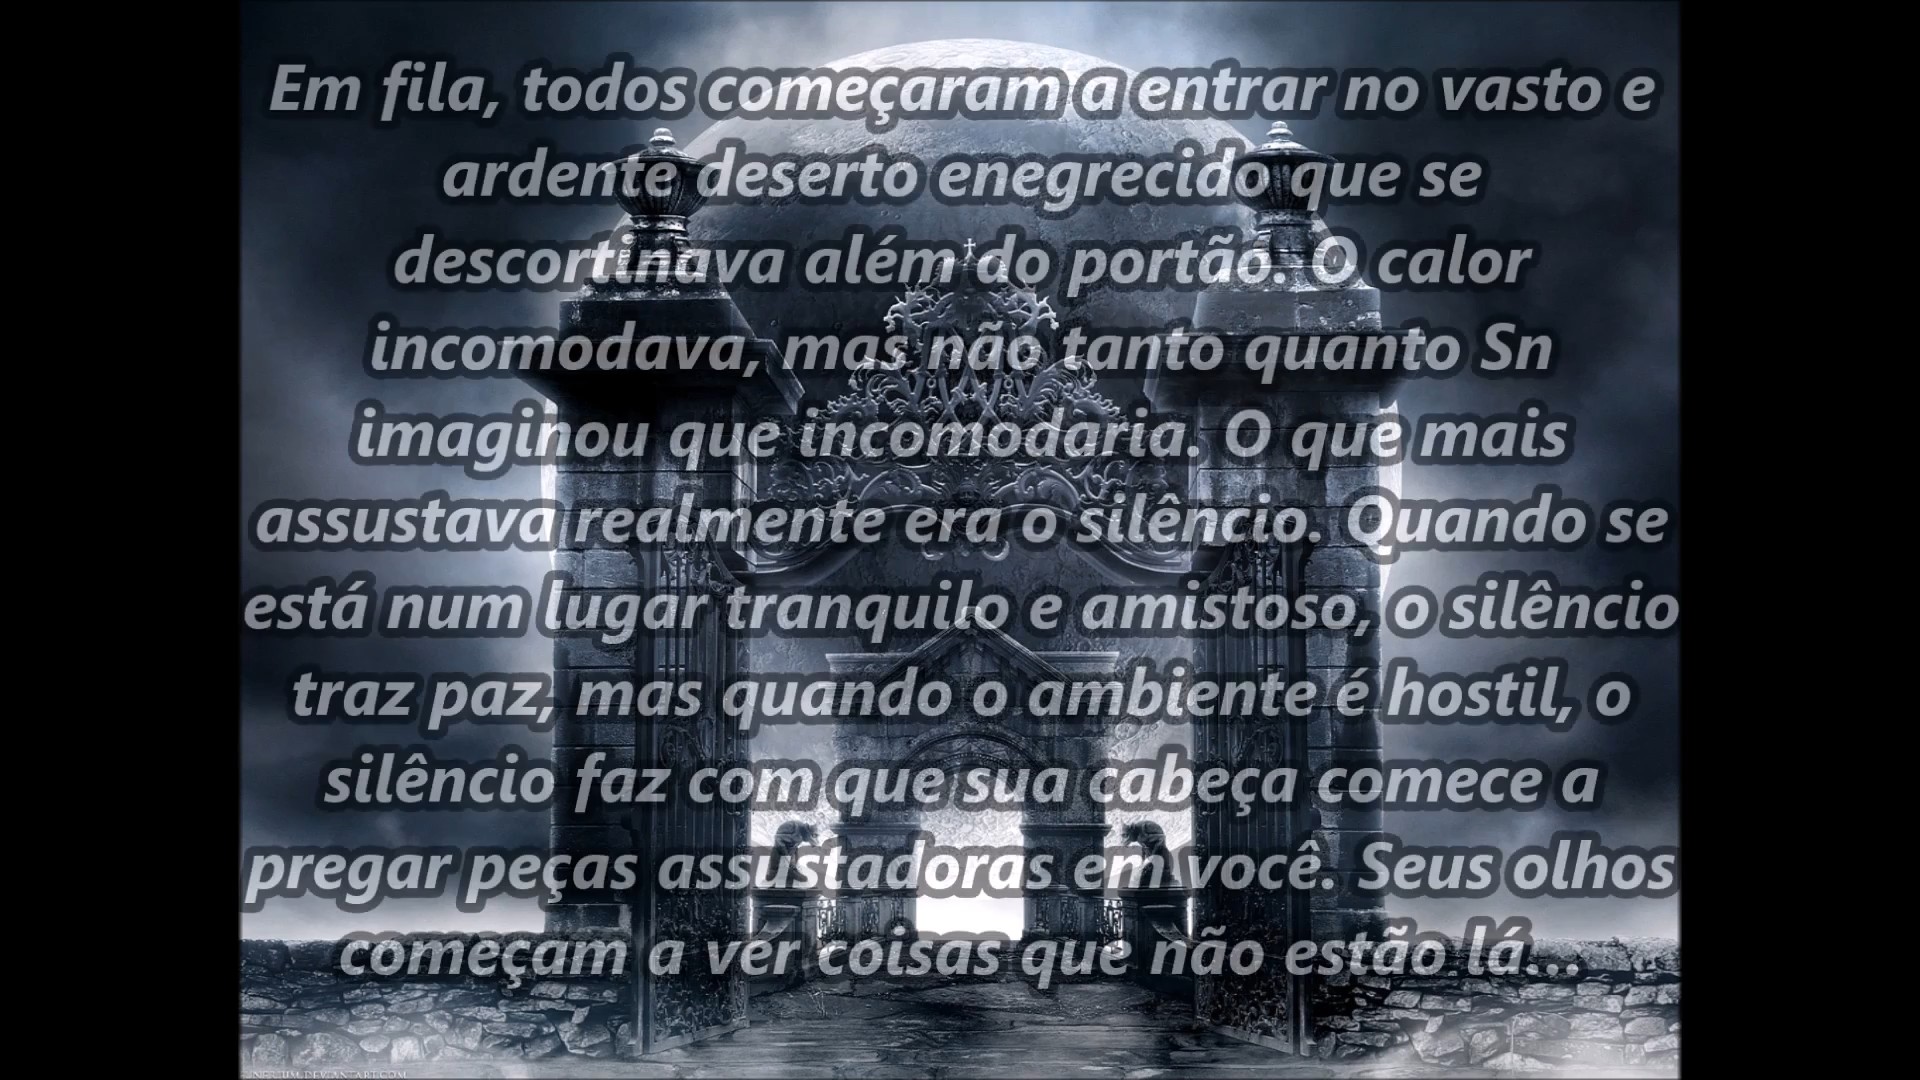 Em fila, todos começaram a entrar no vasto e
ardente deserto enegrecido que se
descortinava além do portão. O calor
incomodava, mas não tanto quanto Sn
imaginou que incomodaria. O que mais
assustava realmente era o silêncio. Quando se
está num lugar tranquilo e amistoso, o silêncio
traz paz, mas quando o ambiente é hostil, o
silêncio faz com que sua cabeça comece a
pregar peças assustadoras em você. Seus olhos
começam a ver coisas que não estão lá...